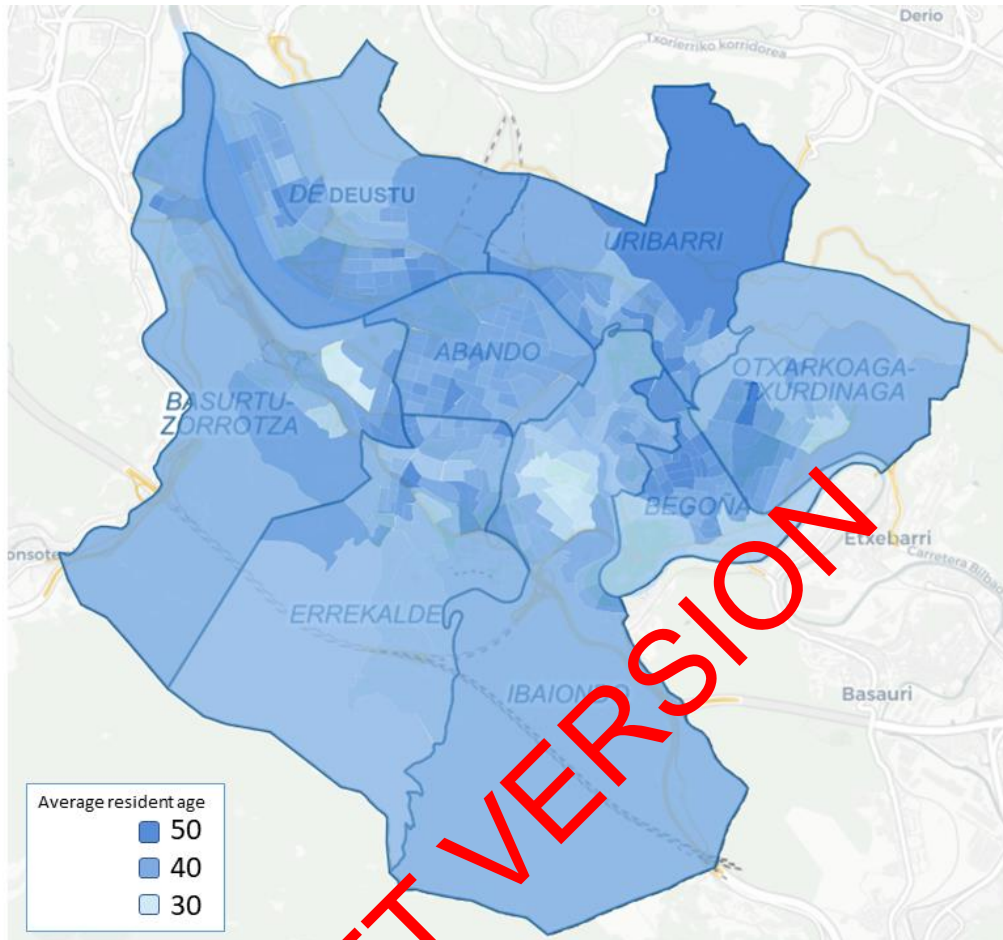 Derio
Txorierriko korridorea
DE DEUSTU
URIBARRI
ABANDO
OTXARKOAGA-
TXURDINAGA
BASURTU-
ZORROTZA
BEGOÑA
Etxebarri
onsote
Carretera Bilbao
ERREKALDE
IBAIONDO
Basauri
VERSION
Average resident age
50
40
30